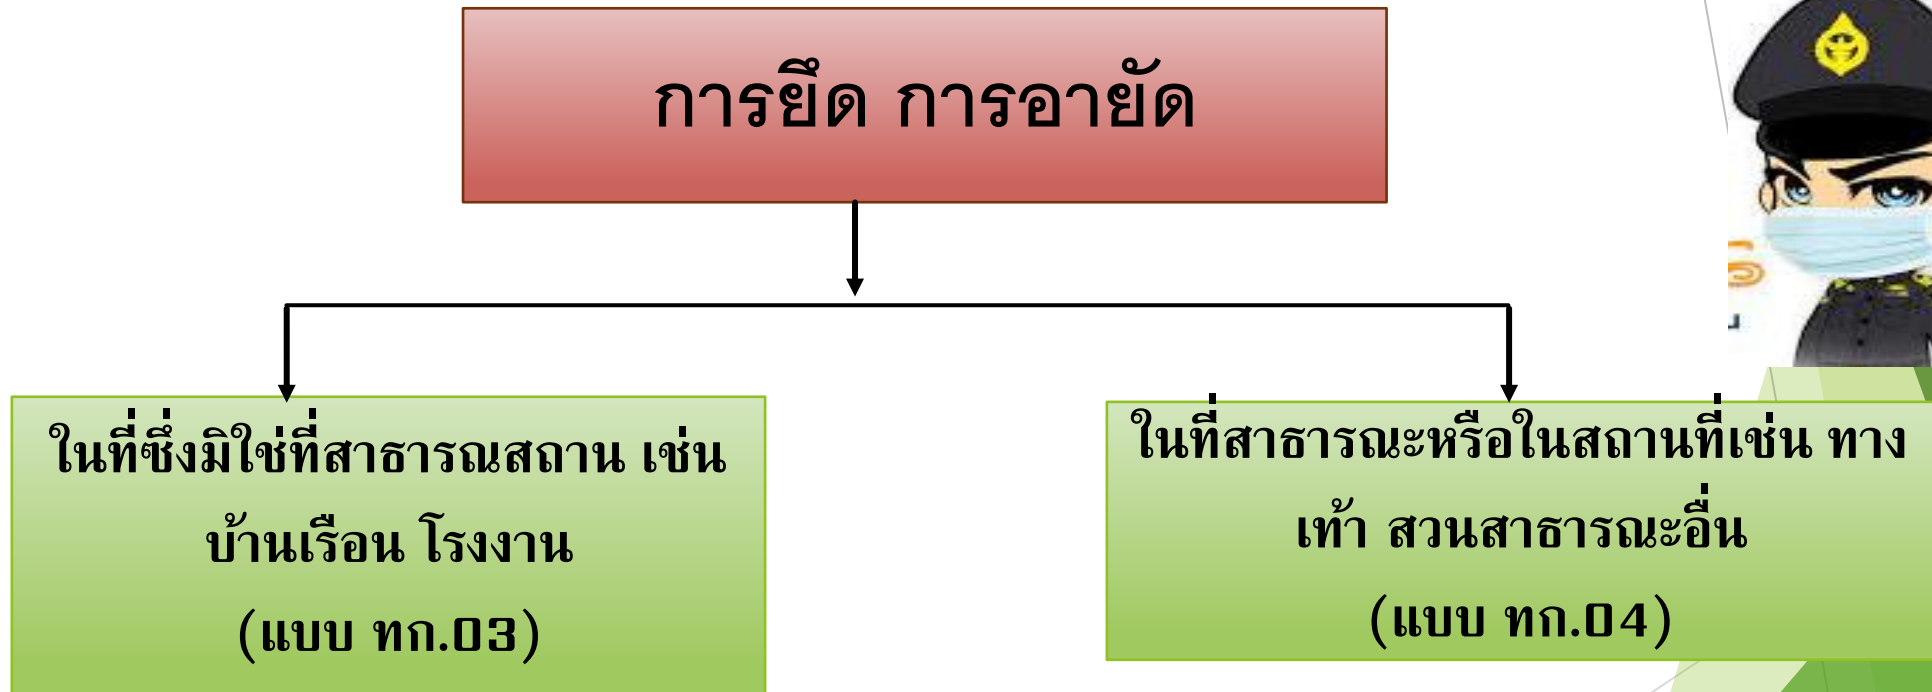 การยึด การอายัด
ในที่ซึ่งมิใช่ที่สาธารณสถาน เช่น
บ้านเรือน โรงงาน
(แบบ ทก.03)
ในที่สาธารณะหรือในสถานที่เช่น ทาง
เท้า สวนสาธารณะอื่น
(แบบ ทก.04)